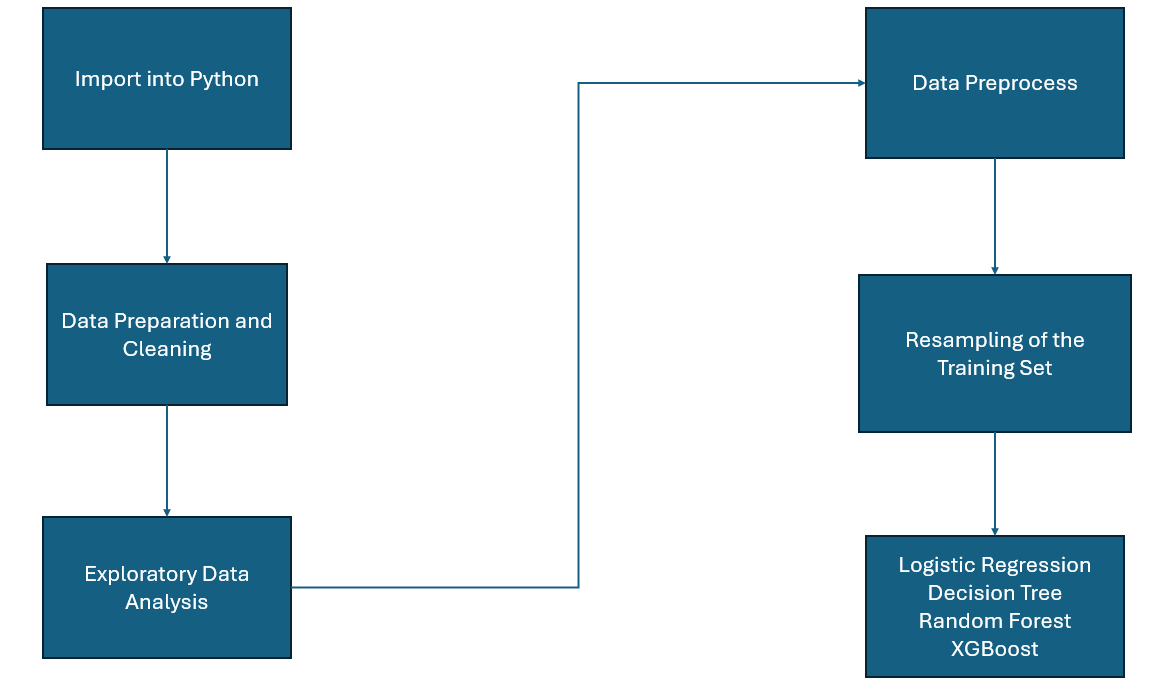 Import into Python
Data Preparation and
Cleaning
Exploratory Data
Analysis
Data Preprocess
Resampling of the
Training Set
Logistic Regression
Decision Tree
Random Forest
XGBoost